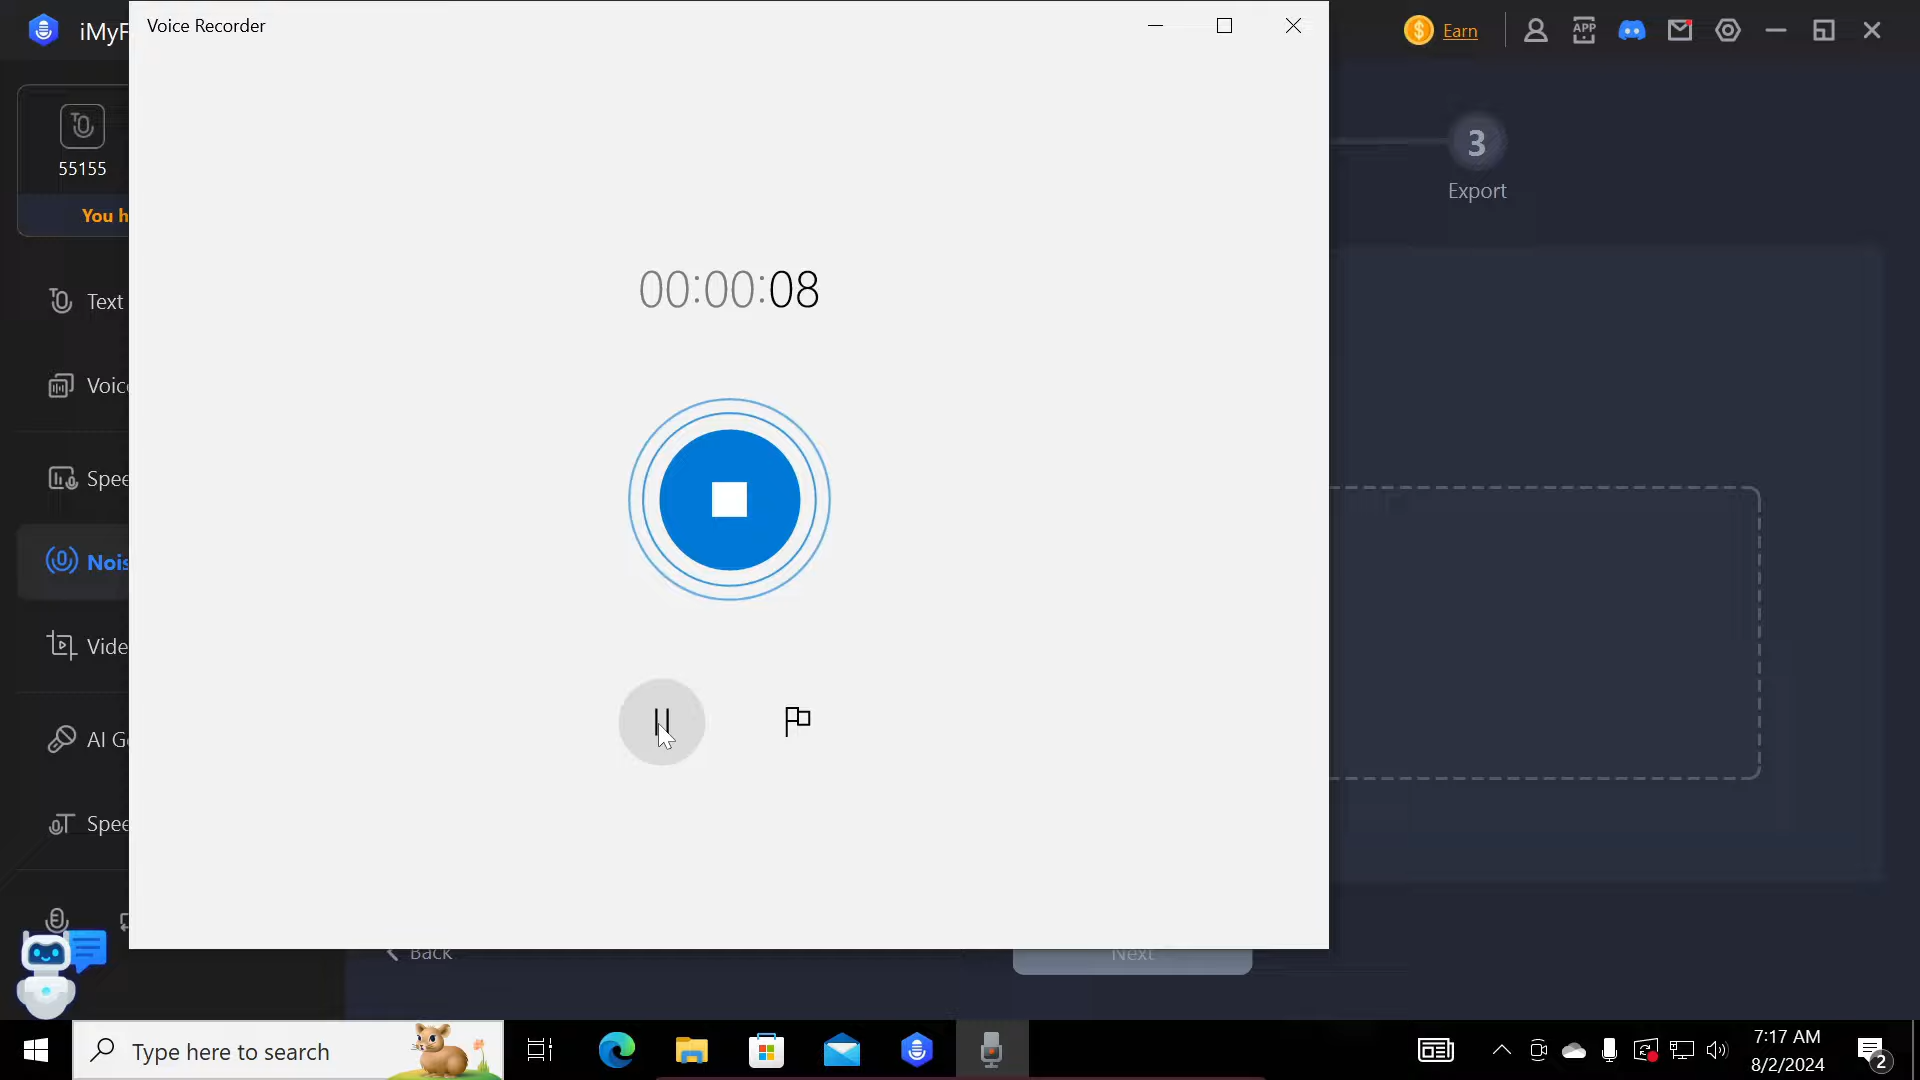 iMyF
Voice Recorder
$
Earn
APP
55155
You h
3
Export
Text
00:00:08
Voic
Spee
Nois
Vide
AI G
Spee
Back
Next
Type here to search
7:17 AM
8/2/2024
2